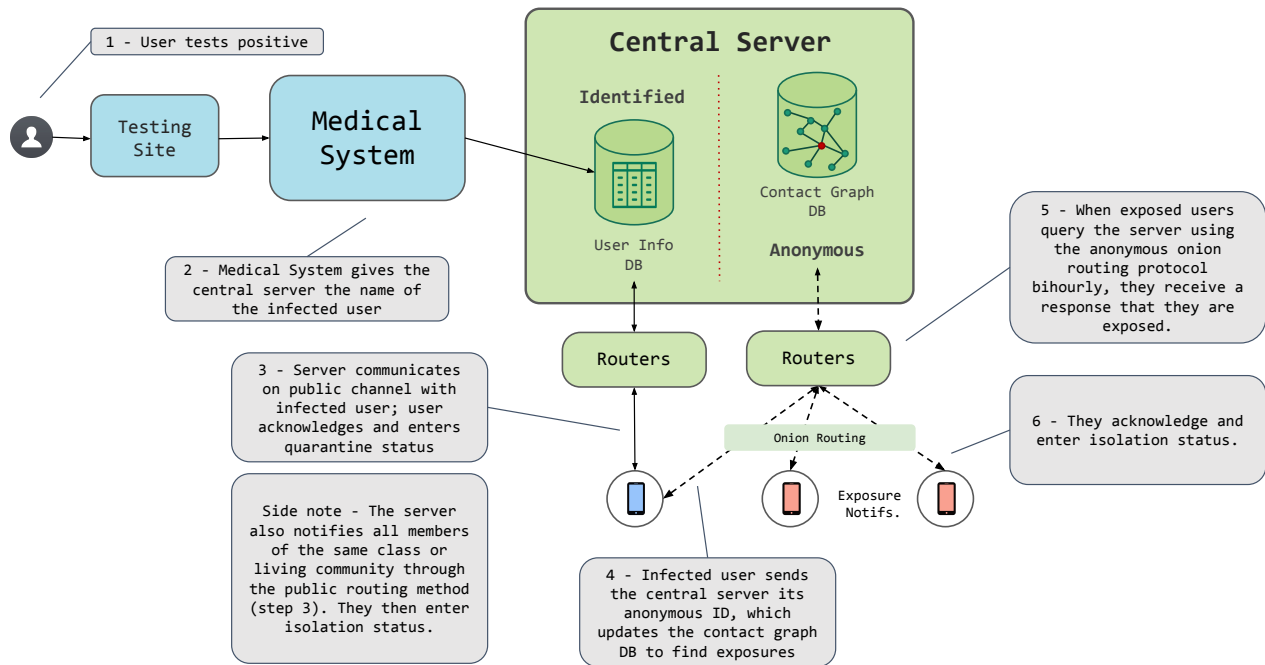 1 - User tests positive
Central Server
Identified
Testing
Site
Medical
System
Contact Graph
DB
User Info
DB
Anonymous
2 - Medical System gives the
central server the name of
the infected user
5 - When exposed users
query the server using
the anonymous onion
routing protocol
bihourly, they receive a
response that they are
exposed.
Routers
Routers
3 - Server communicates
on public channel with
infected user; user
acknowledges and enters
quarantine status
Onion Routing
6 - They acknowledge and
enter isolation status.
Exposure
Notifs.
Side note - The server
also notifies all members
of the same class or
living community through
the public routing method
(step 3). They then enter
isolation status.
4 - Infected user sends
the central server its
anonymous ID, which
updates the contact graph
DB to find exposures